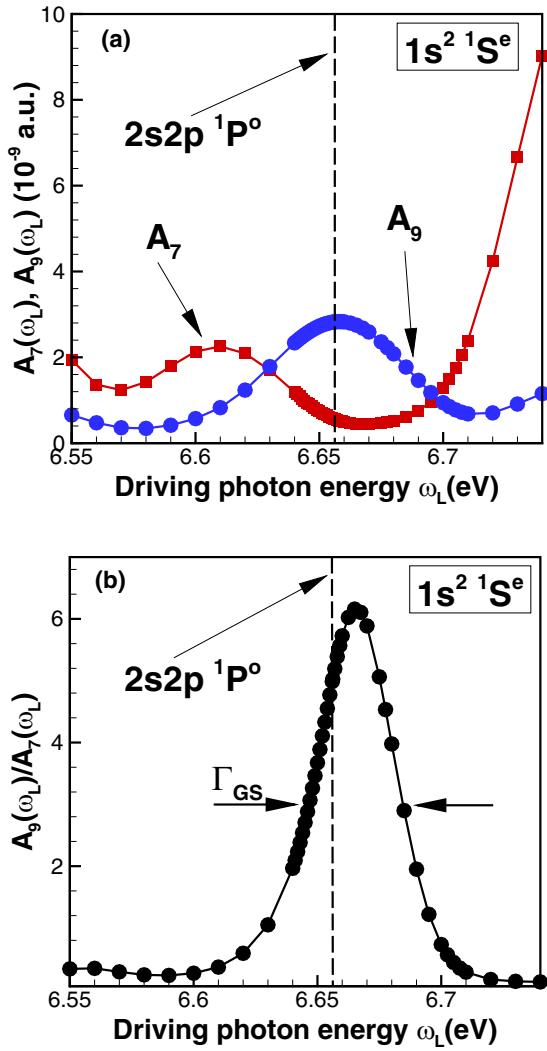 (a)
1s² ¹Sᵉ
2s2p ¹Pᵒ
A₇
A₉
A₇(ω_L), A₉(ω_L) (10⁻⁹ a.u.)
10
8
6
4
2
0
6.55 6.6 6.65 6.7
Driving photon energy ω_L(eV)
(b)
1s² ¹Sᵉ
2s2p ¹Pᵒ
Γ_GS
A₉(ω_L)/A₇(ω_L)
6
4
2
6.55 6.6 6.65 6.7
Driving photon energy ω_L(eV)